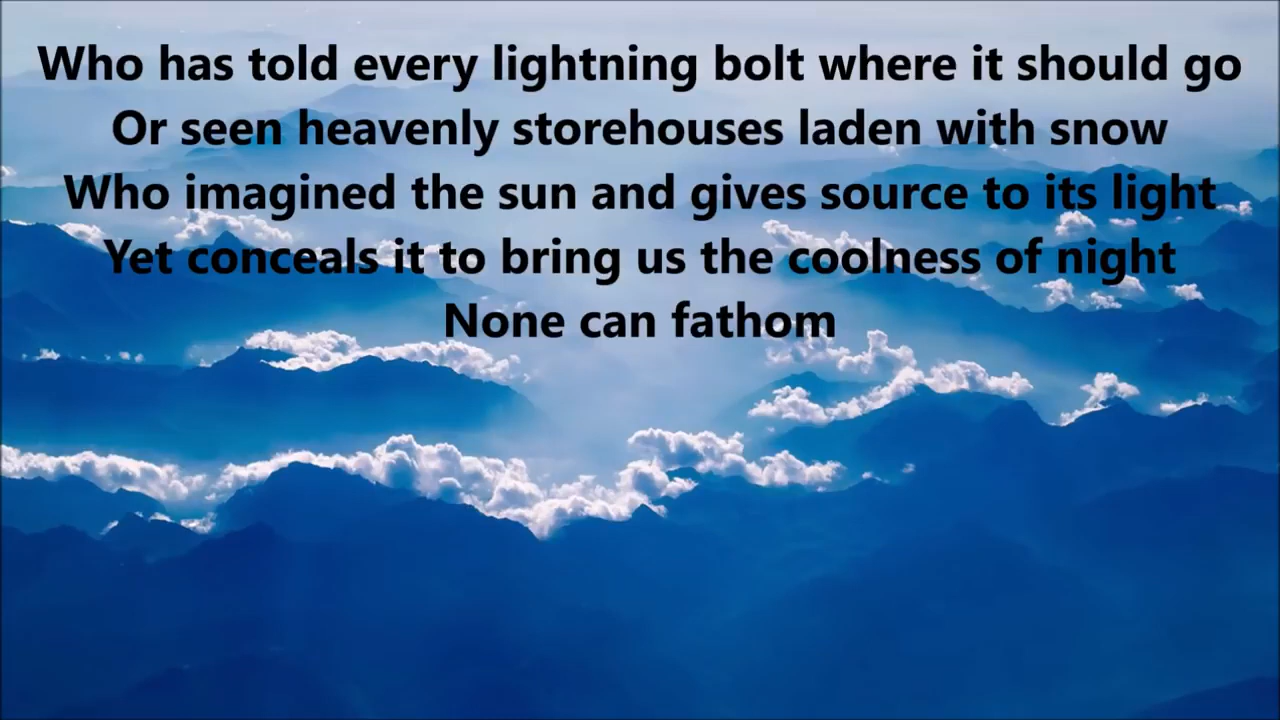 Who has told every lightning bolt where it should go
Or seen heavenly storehouses laden with snow
Who imagined the sun and gives source to its light
Yet conceals it to bring us the coolness of night
None can fathom